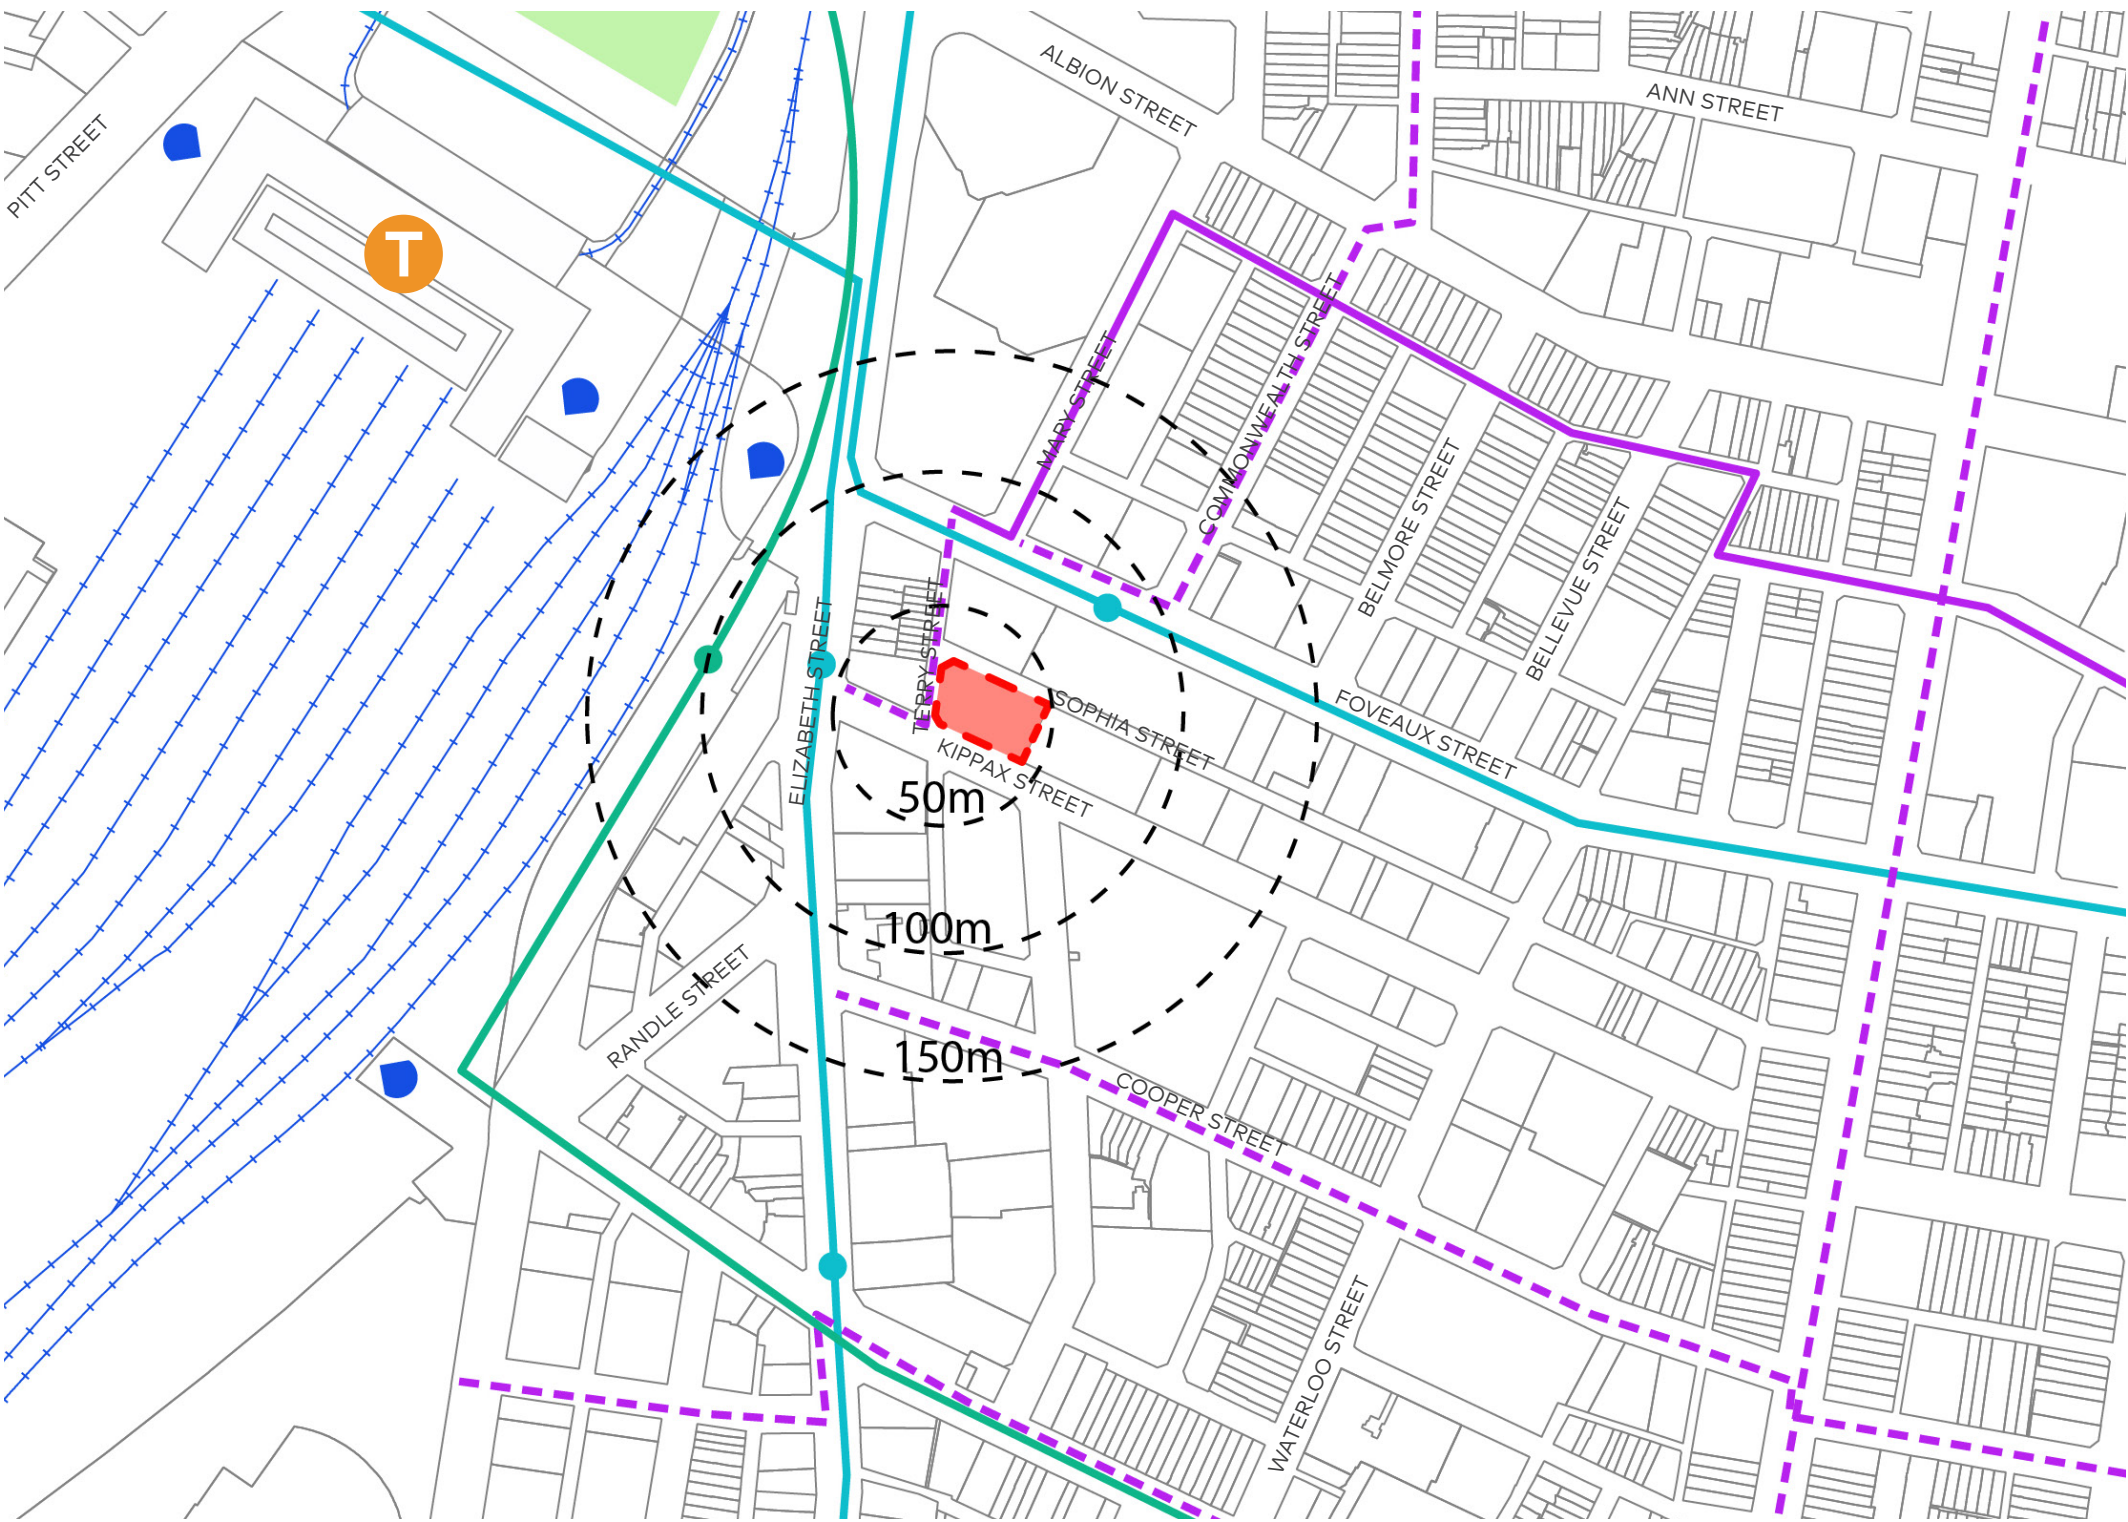 ALBION STREET
ANN STREET
PITT STREET
T
MARY STREET
COMMONWEALTH STREET
BELMORE STREET
BELLEVUE STREET
TERRY STREET
ELIZABETH STREET
SOPHIA STREET
FOVEAUX STREET
KIPPAX STREET
50m
100m
RANDLE STREET
150m
COOPER STREET
WATERLOO STREET